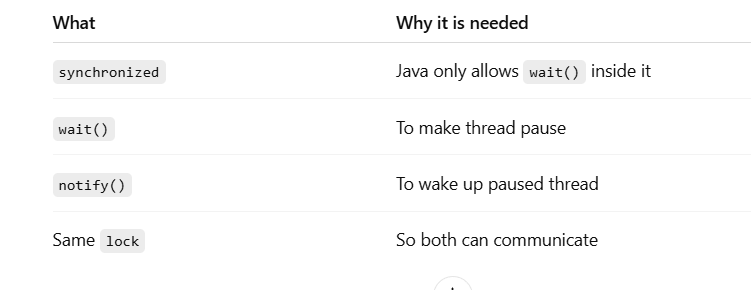 What Why it is needed
synchronized Java only allows wait() inside it
wait() To make thread pause
notify() To wake up paused thread
Same lock So both can communicate